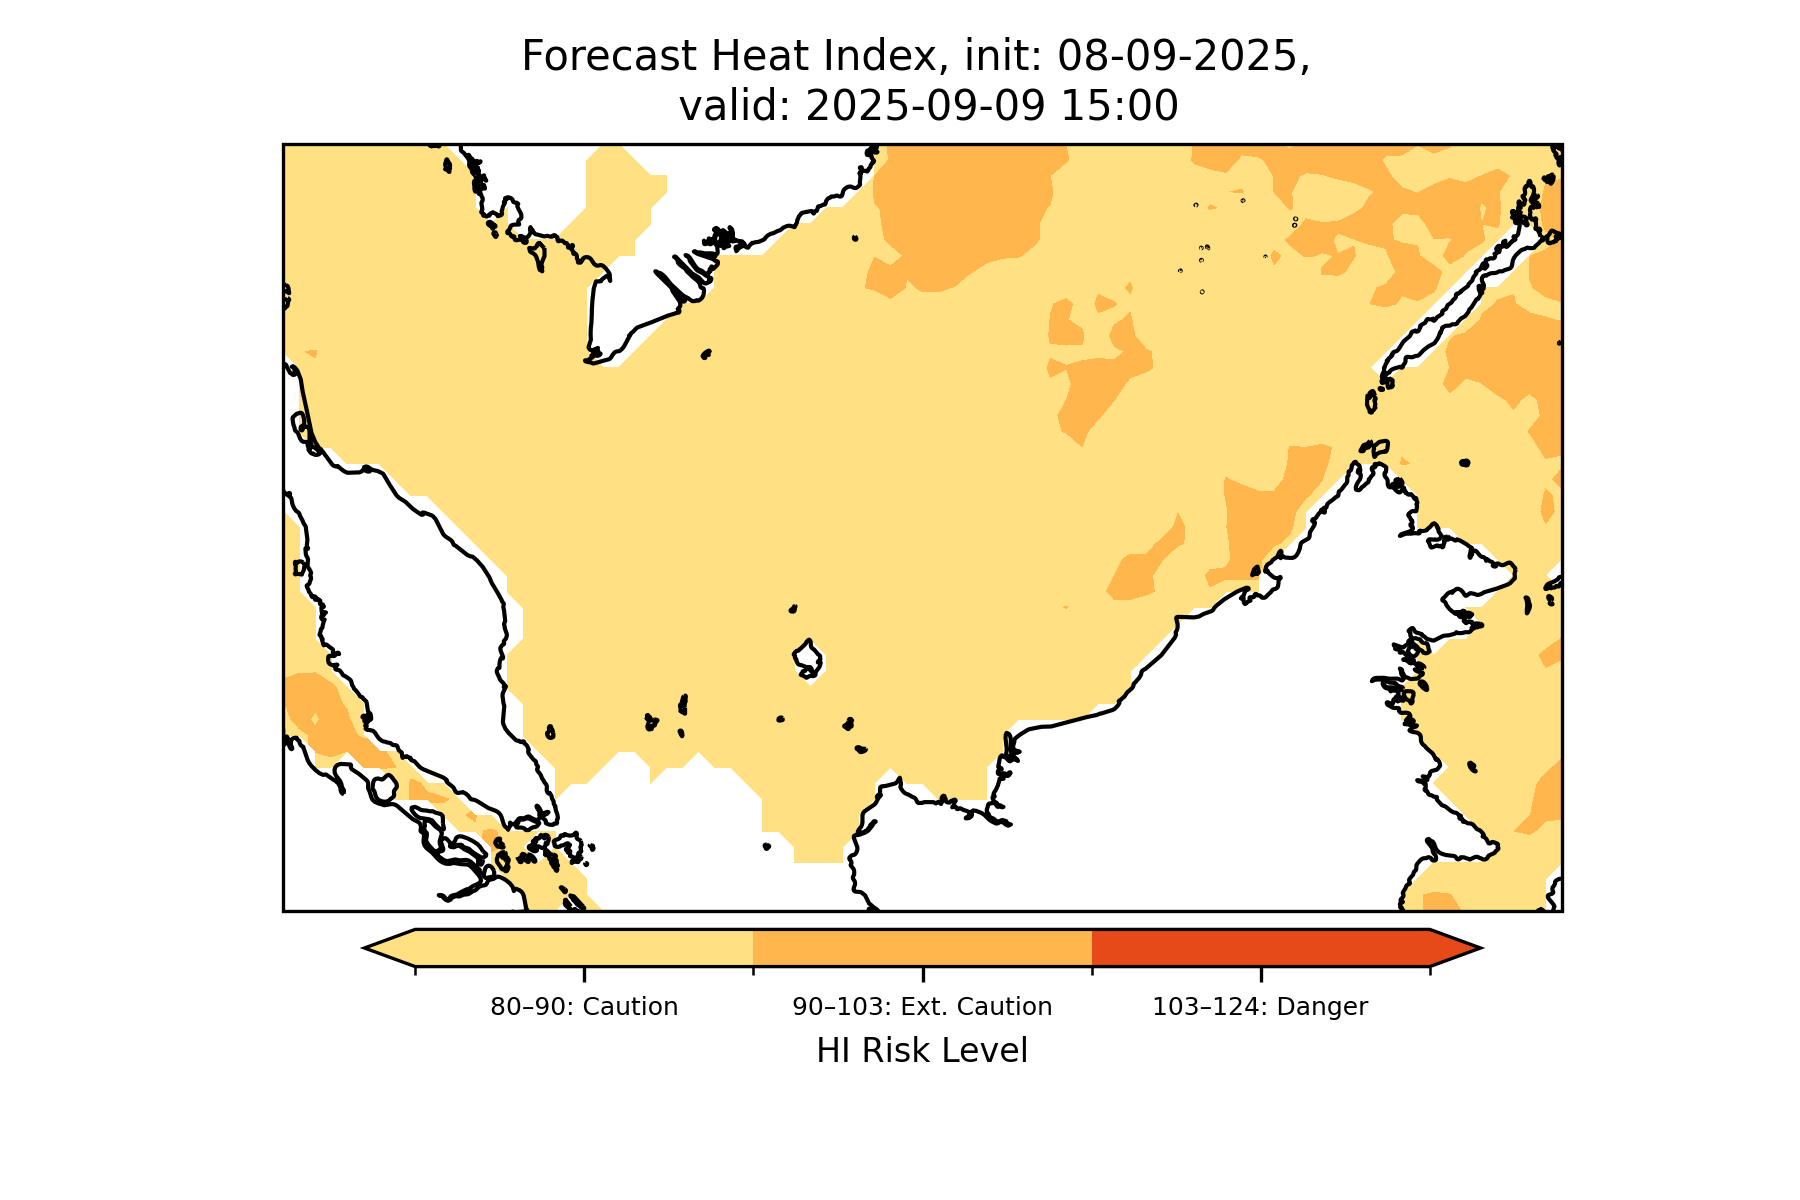 Forecast Heat Index, init: 08-09-2025,
valid: 2025-09-09 15:00
80–90: Caution
90–103: Ext. Caution
103–124: Danger
HI Risk Level